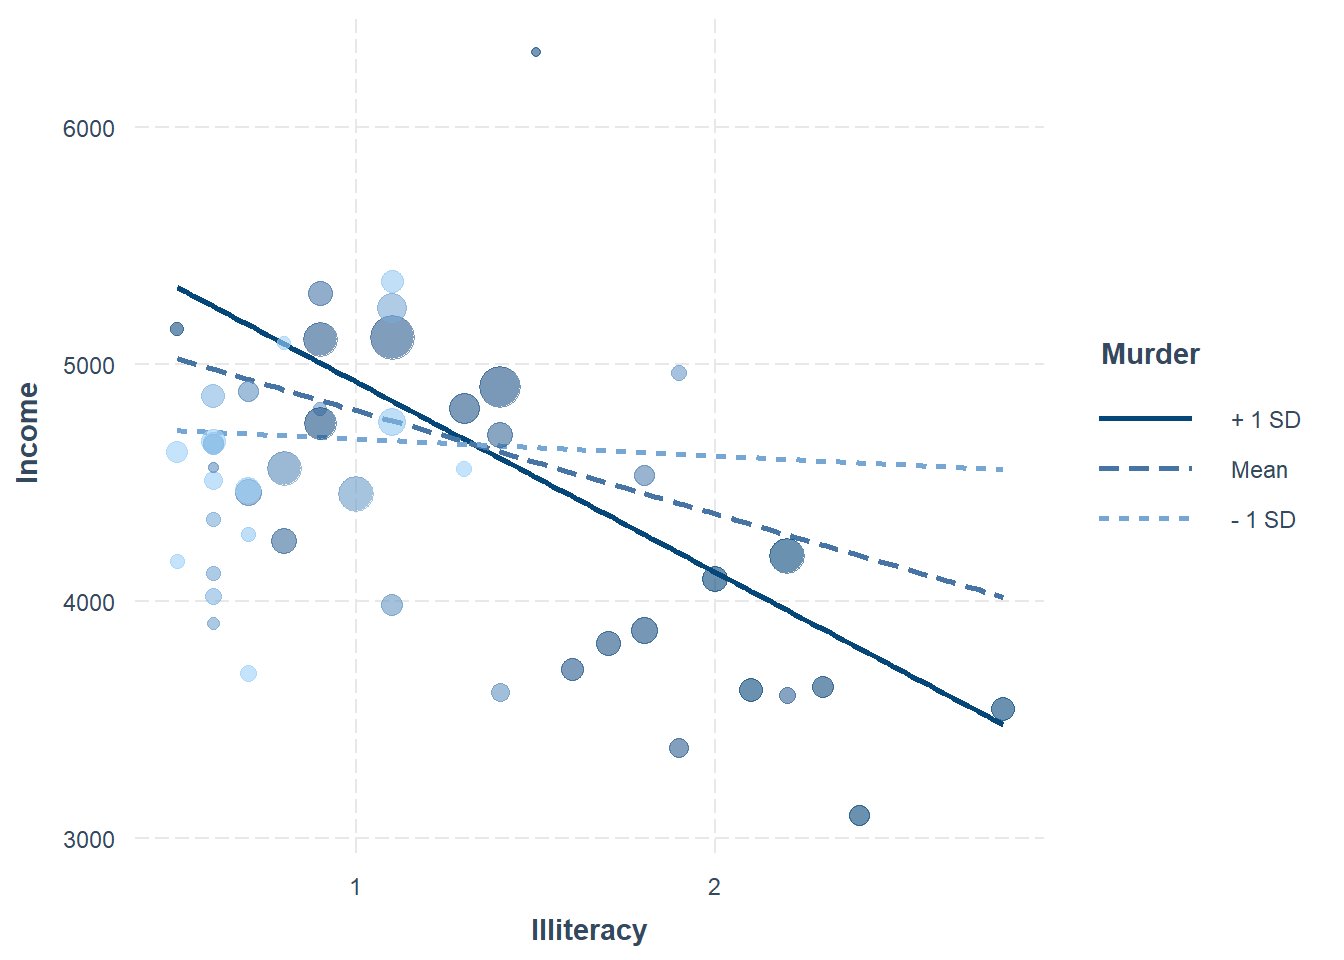 6000
5000
4000
3000
Income
1
2
Illiteracy
Murder
+ 1 SD
Mean
- 1 SD